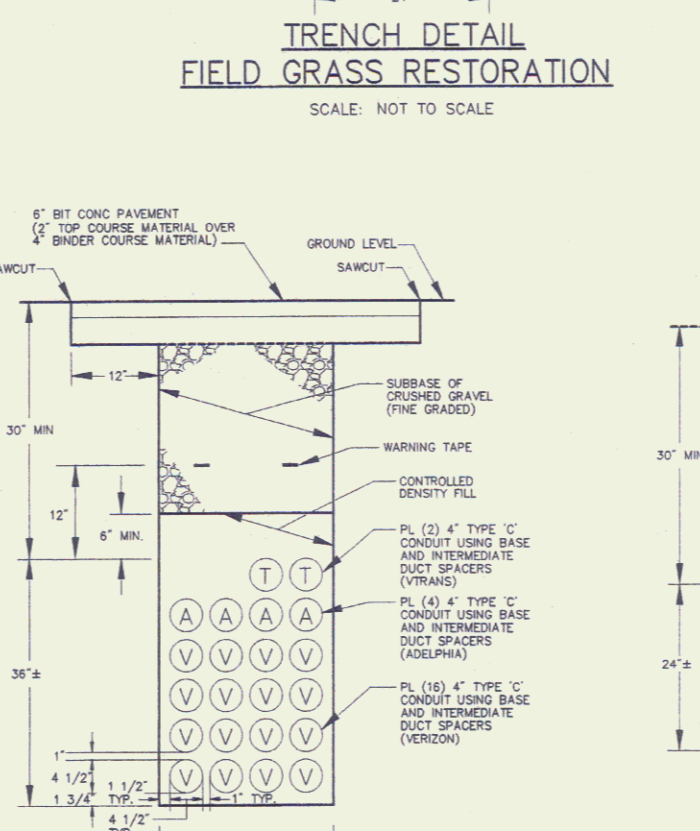 TRENCH DETAIL
FIELD GRASS RESTORATION
SCALE: NOT TO SCALE
6" BIT CONC PAVEMENT
(2" TOP COURSE MATERIAL OVER
4" BINDER COURSE MATERIAL)
GROUND LEVEL
AWCUT
SAWCUT
12"
SUBBASE OF
CRUSHED GRAVEL
(FINE GRADED)
30" MIN
WARNING TAPE
30" MIN
CONTROLLED
DENSITY FILL
12"
6" MIN.
PL (2) 4" TYPE 'C'
CONDUIT USING BASE
AND INTERMEDIATE
DUCT SPACERS
(VTRANS)
T T
PL (4) 4" TYPE 'C'
CONDUIT USING BASE
AND INTERMEDIATE
DUCT SPACERS
(ADELPHIA)
A A A A
V V V V
36"±
24"±
PL (16) 4" TYPE 'C'
CONDUIT USING BASE
AND INTERMEDIATE
DUCT SPACERS
(VERIZON)
V V V V
V V V V
1"
4 1/2"
V V V V
1 3/4"
1 1/2"
TYP.
1" TYP.
4 1/2"
TYP.